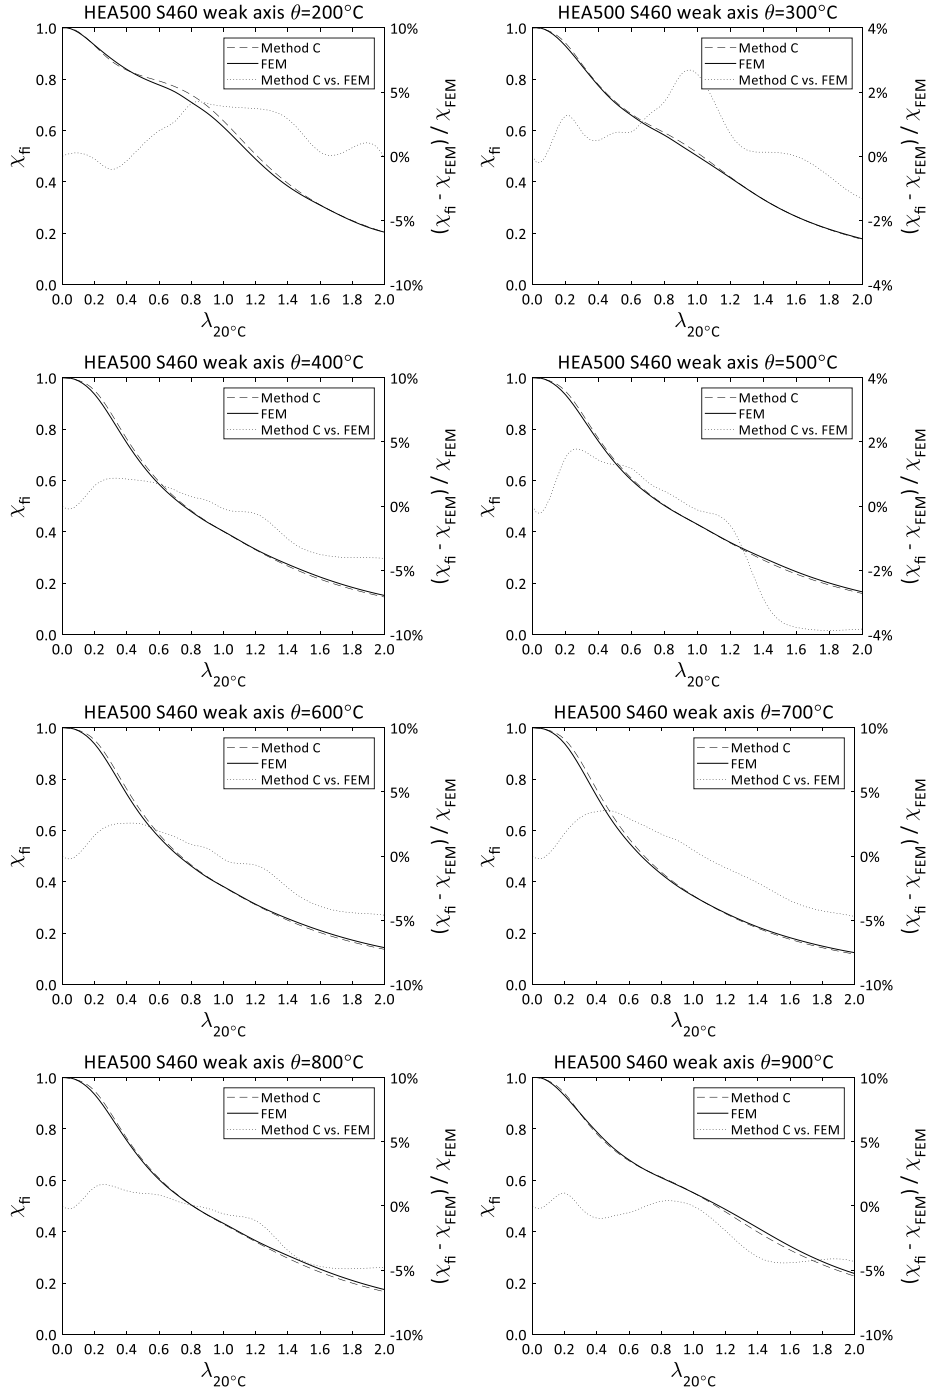 HEA500 S460 weak axis θ=200°C
1.0
0.8
0.6
0.4
0.2
0.0
χfi
Method C
FEM
Method C vs. FEM
10%
5%
0%
-5%
-10%
(χfi - χFEM) / χFEM
0.0 0.2 0.4 0.6 0.8 1.0 1.2 1.4 1.6 1.8 2.0
λ20°C
HEA500 S460 weak axis θ=300°C
1.0
0.8
0.6
0.4
0.2
0.0
χfi
Method C
FEM
Method C vs. FEM
4%
2%
0%
-2%
-4%
(χfi - χFEM) / χFEM
0.0 0.2 0.4 0.6 0.8 1.0 1.2 1.4 1.6 1.8 2.0
λ20°C
HEA500 S460 weak axis θ=400°C
1.0
0.8
0.6
0.4
0.2
0.0
χfi
Method C
FEM
Method C vs. FEM
10%
5%
0%
-5%
-10%
(χfi - χFEM) / χFEM
0.0 0.2 0.4 0.6 0.8 1.0 1.2 1.4 1.6 1.8 2.0
λ20°C
HEA500 S460 weak axis θ=500°C
1.0
0.8
0.6
0.4
0.2
0.0
χfi
Method C
FEM
Method C vs. FEM
4%
2%
0%
-2%
-4%
(χfi - χFEM) / χFEM
0.0 0.2 0.4 0.6 0.8 1.0 1.2 1.4 1.6 1.8 2.0
λ20°C
HEA500 S460 weak axis θ=600°C
1.0
0.8
0.6
0.4
0.2
0.0
χfi
Method C
FEM
Method C vs. FEM
10%
5%
0%
-5%
-10%
(χfi - χFEM) / χFEM
0.0 0.2 0.4 0.6 0.8 1.0 1.2 1.4 1.6 1.8 2.0
λ20°C
HEA500 S460 weak axis θ=700°C
1.0
0.8
0.6
0.4
0.2
0.0
χfi
Method C
FEM
Method C vs. FEM
10%
5%
0%
-5%
-10%
(χfi - χFEM) / χFEM
0.0 0.2 0.4 0.6 0.8 1.0 1.2 1.4 1.6 1.8 2.0
λ20°C
HEA500 S460 weak axis θ=800°C
1.0
0.8
0.6
0.4
0.2
0.0
χfi
Method C
FEM
Method C vs. FEM
10%
5%
0%
-5%
-10%
(χfi - χFEM) / χFEM
0.0 0.2 0.4 0.6 0.8 1.0 1.2 1.4 1.6 1.8 2.0
λ20°C
HEA500 S460 weak axis θ=900°C
1.0
0.8
0.6
0.4
0.2
0.0
χfi
Method C
FEM
Method C vs. FEM
10%
5%
0%
-5%
-10%
(χfi - χFEM) / χFEM
0.0 0.2 0.4 0.6 0.8 1.0 1.2 1.4 1.6 1.8 2.0
λ20°C